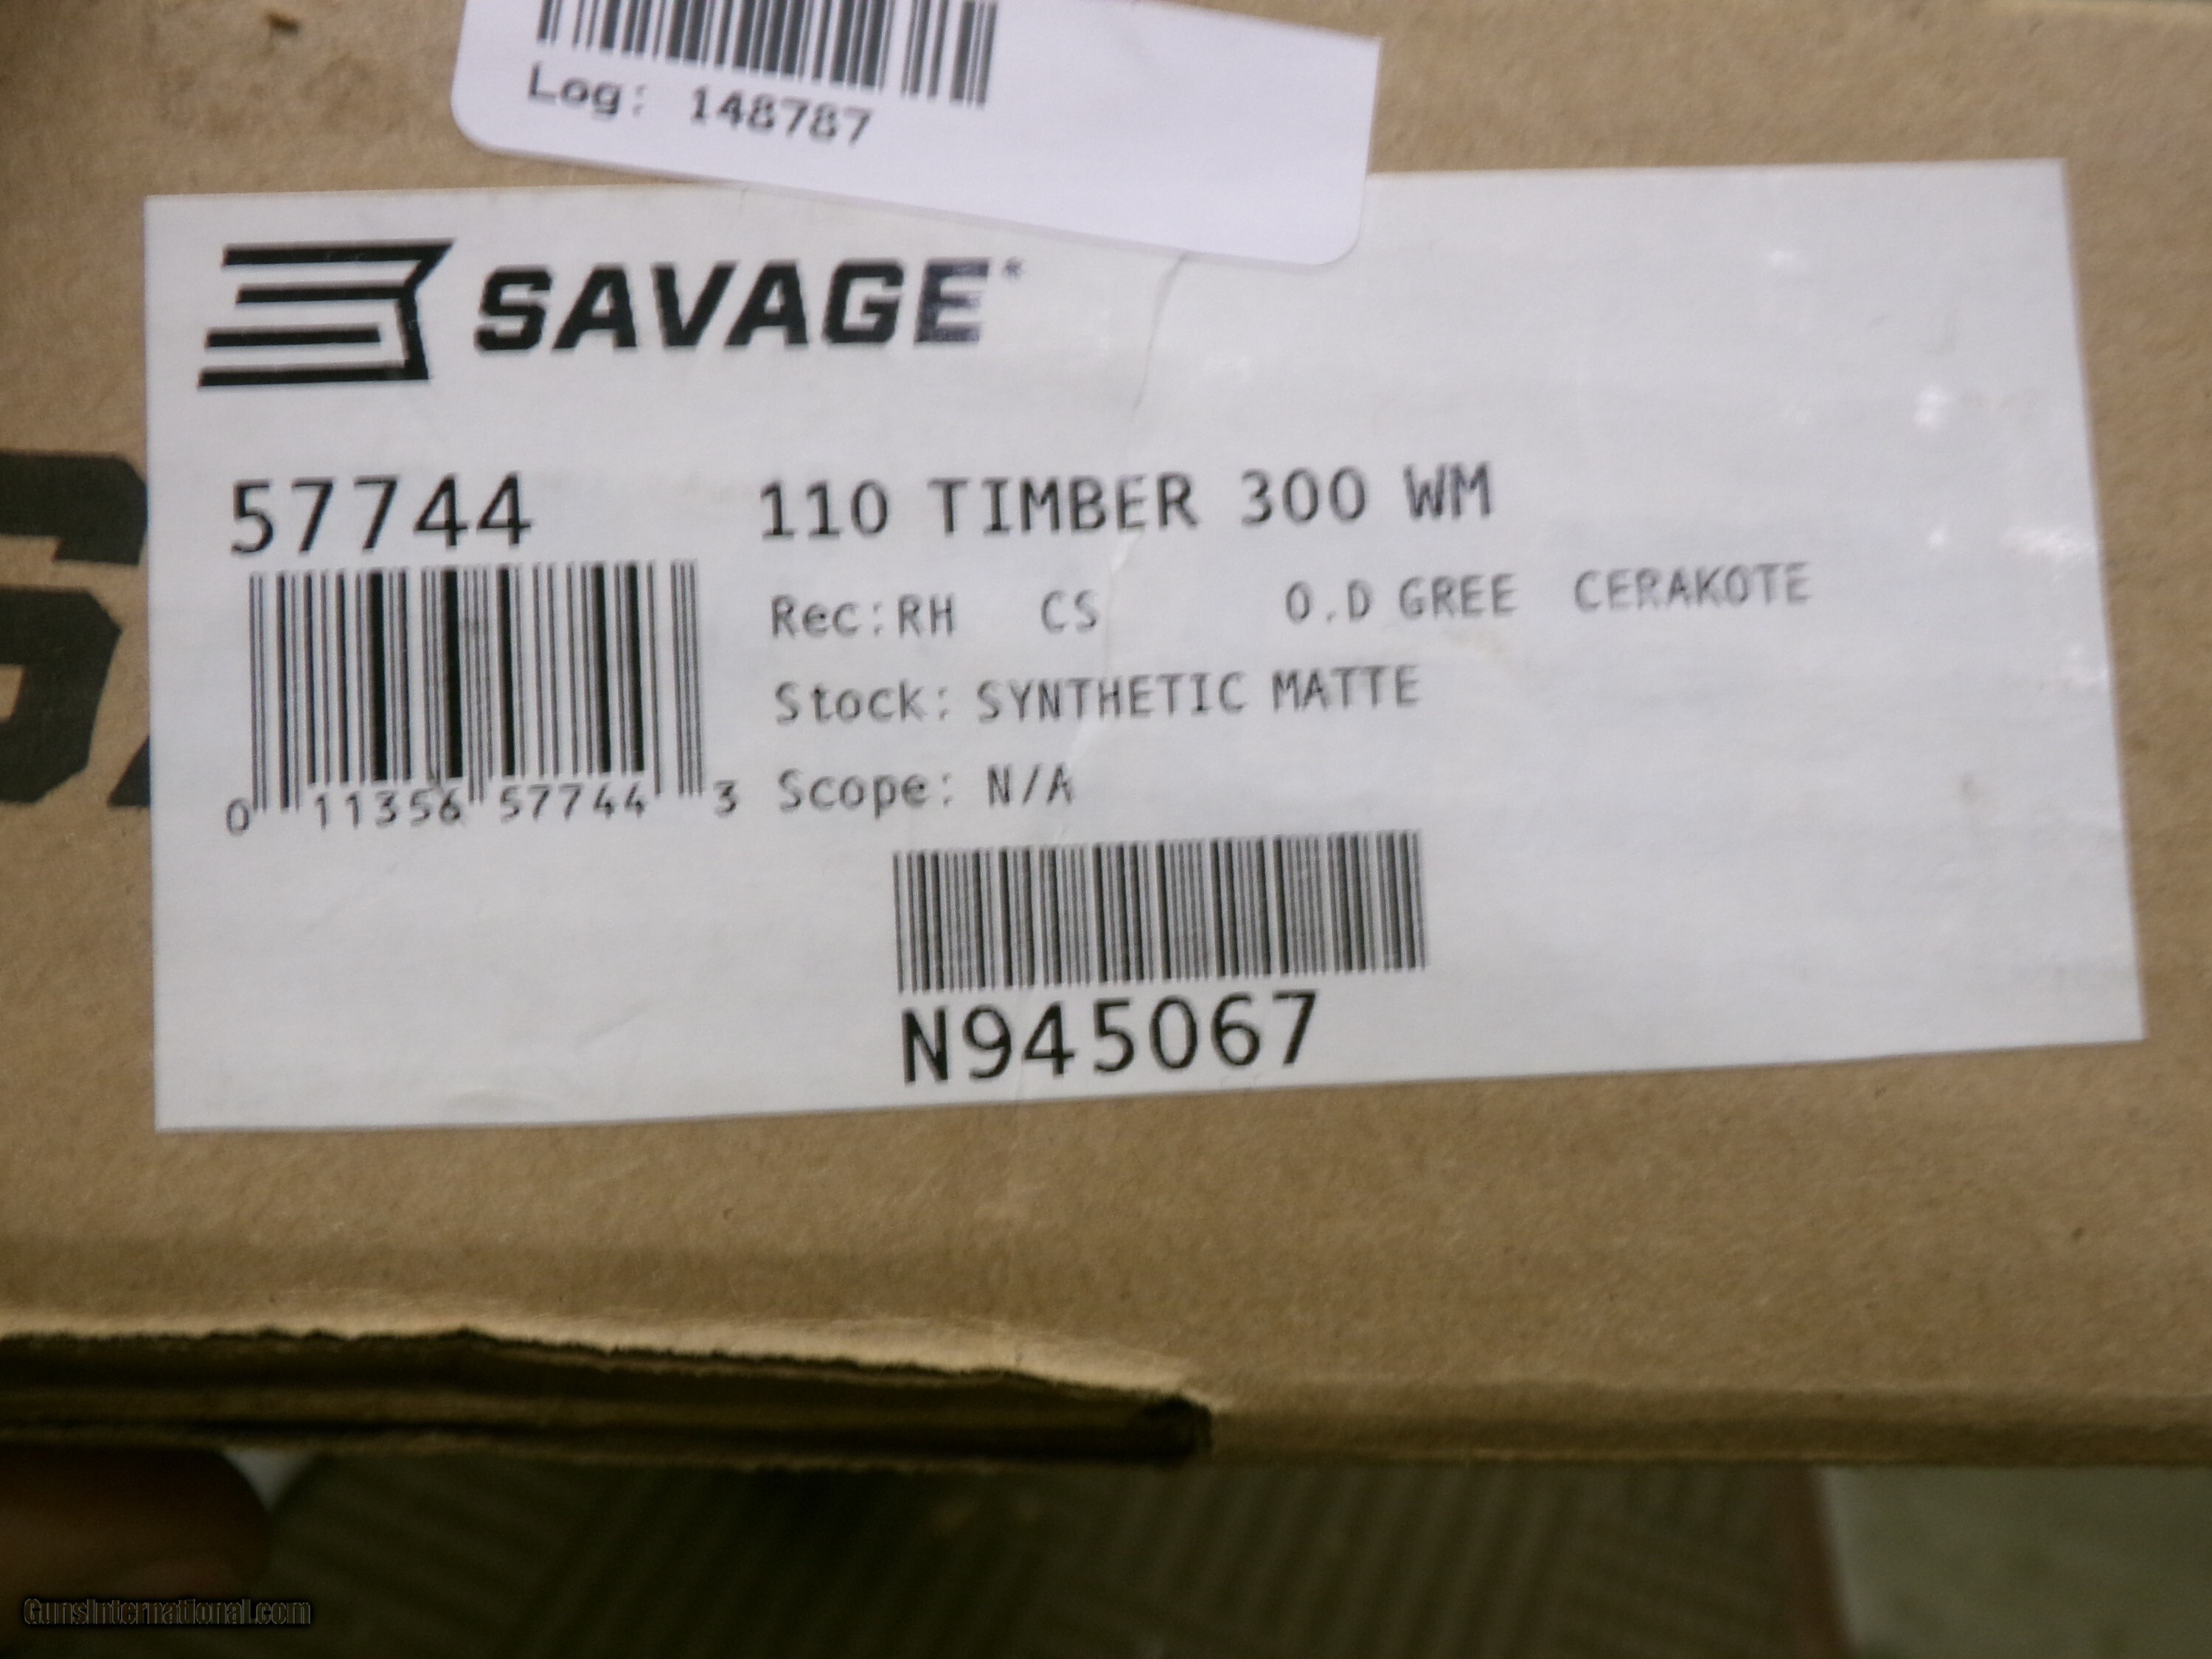 Log: 148787
SAVAGE®
57744
110 TIMBER 300 WM
Rec:RH CS O.D GREE CERAKOTE
Stock: SYNTHETIC MATTE
Scope: N/A
0 11356 57744 3
N945067
GunsInternational.com